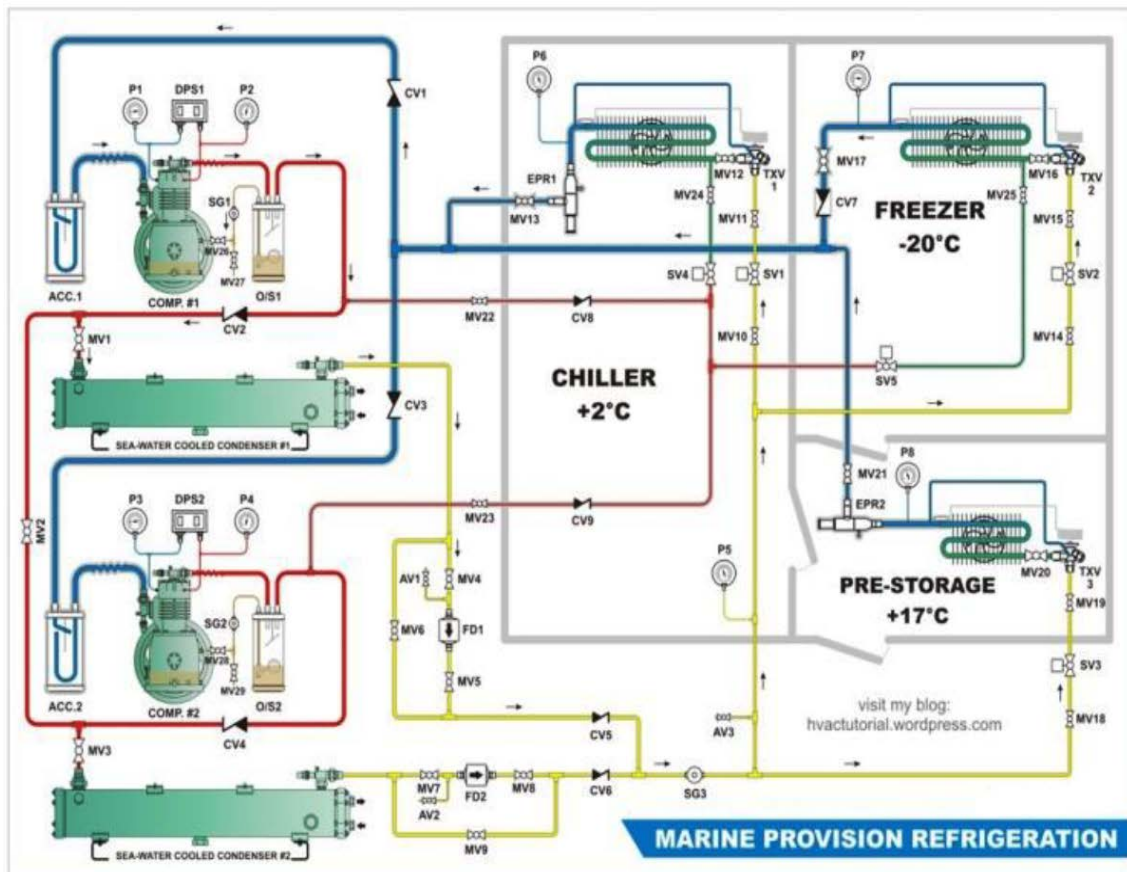 P1
DPS1
P2
CV1
P6
P7
EPR1
MV12
TXV
1
MV24
MV13
MV11
MV17
MV16
TXV
2
MV25
CV7
FREEZER
-20°C
MV15
SG1
MV26
MV27
ACC.1
COMP. #1
O/S1
CV2
SV4
SV1
SV2
MV22
CV8
MV10
MV14
MV1
SV5
CHILLER
+2°C
CV3
SEA-WATER COOLED CONDENSER #1
MV2
P3
DPS2
P4
MV23
CV9
MV21
P8
EPR2
P5
MV20
TXV
3
PRE-STORAGE
+17°C
MV19
AV1
MV4
MV6
FD1
MV5
SG2
MV28
MV29
ACC.2
COMP. #2
O/S2
CV4
SV3
MV18
visit my blog:
hvactutorial.wordpress.com
AV3
CV5
MV3
MV7
FD2
MV8
CV6
SG3
AV2
MV9
SEA-WATER COOLED CONDENSER #2
MARINE PROVISION REFRIGERATION